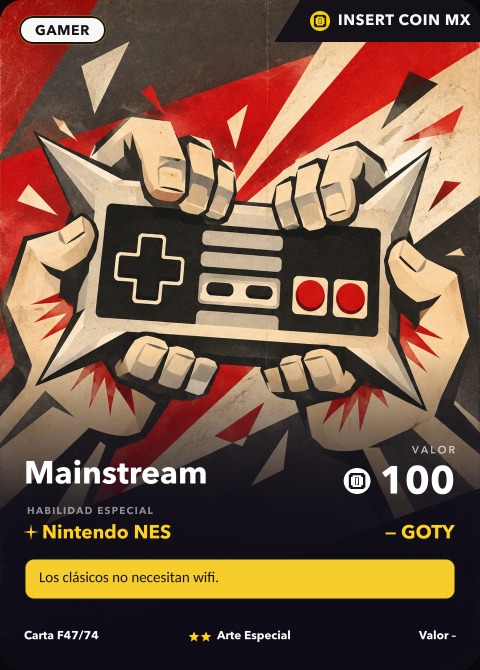 GAMER
INSERT COIN MX
VALOR
Mainstream
100
HABILIDAD ESPECIAL
Nintendo NES
– GOTY
Los clásicos no necesitan wifi.
Carta F47/74
Arte Especial
Valor –